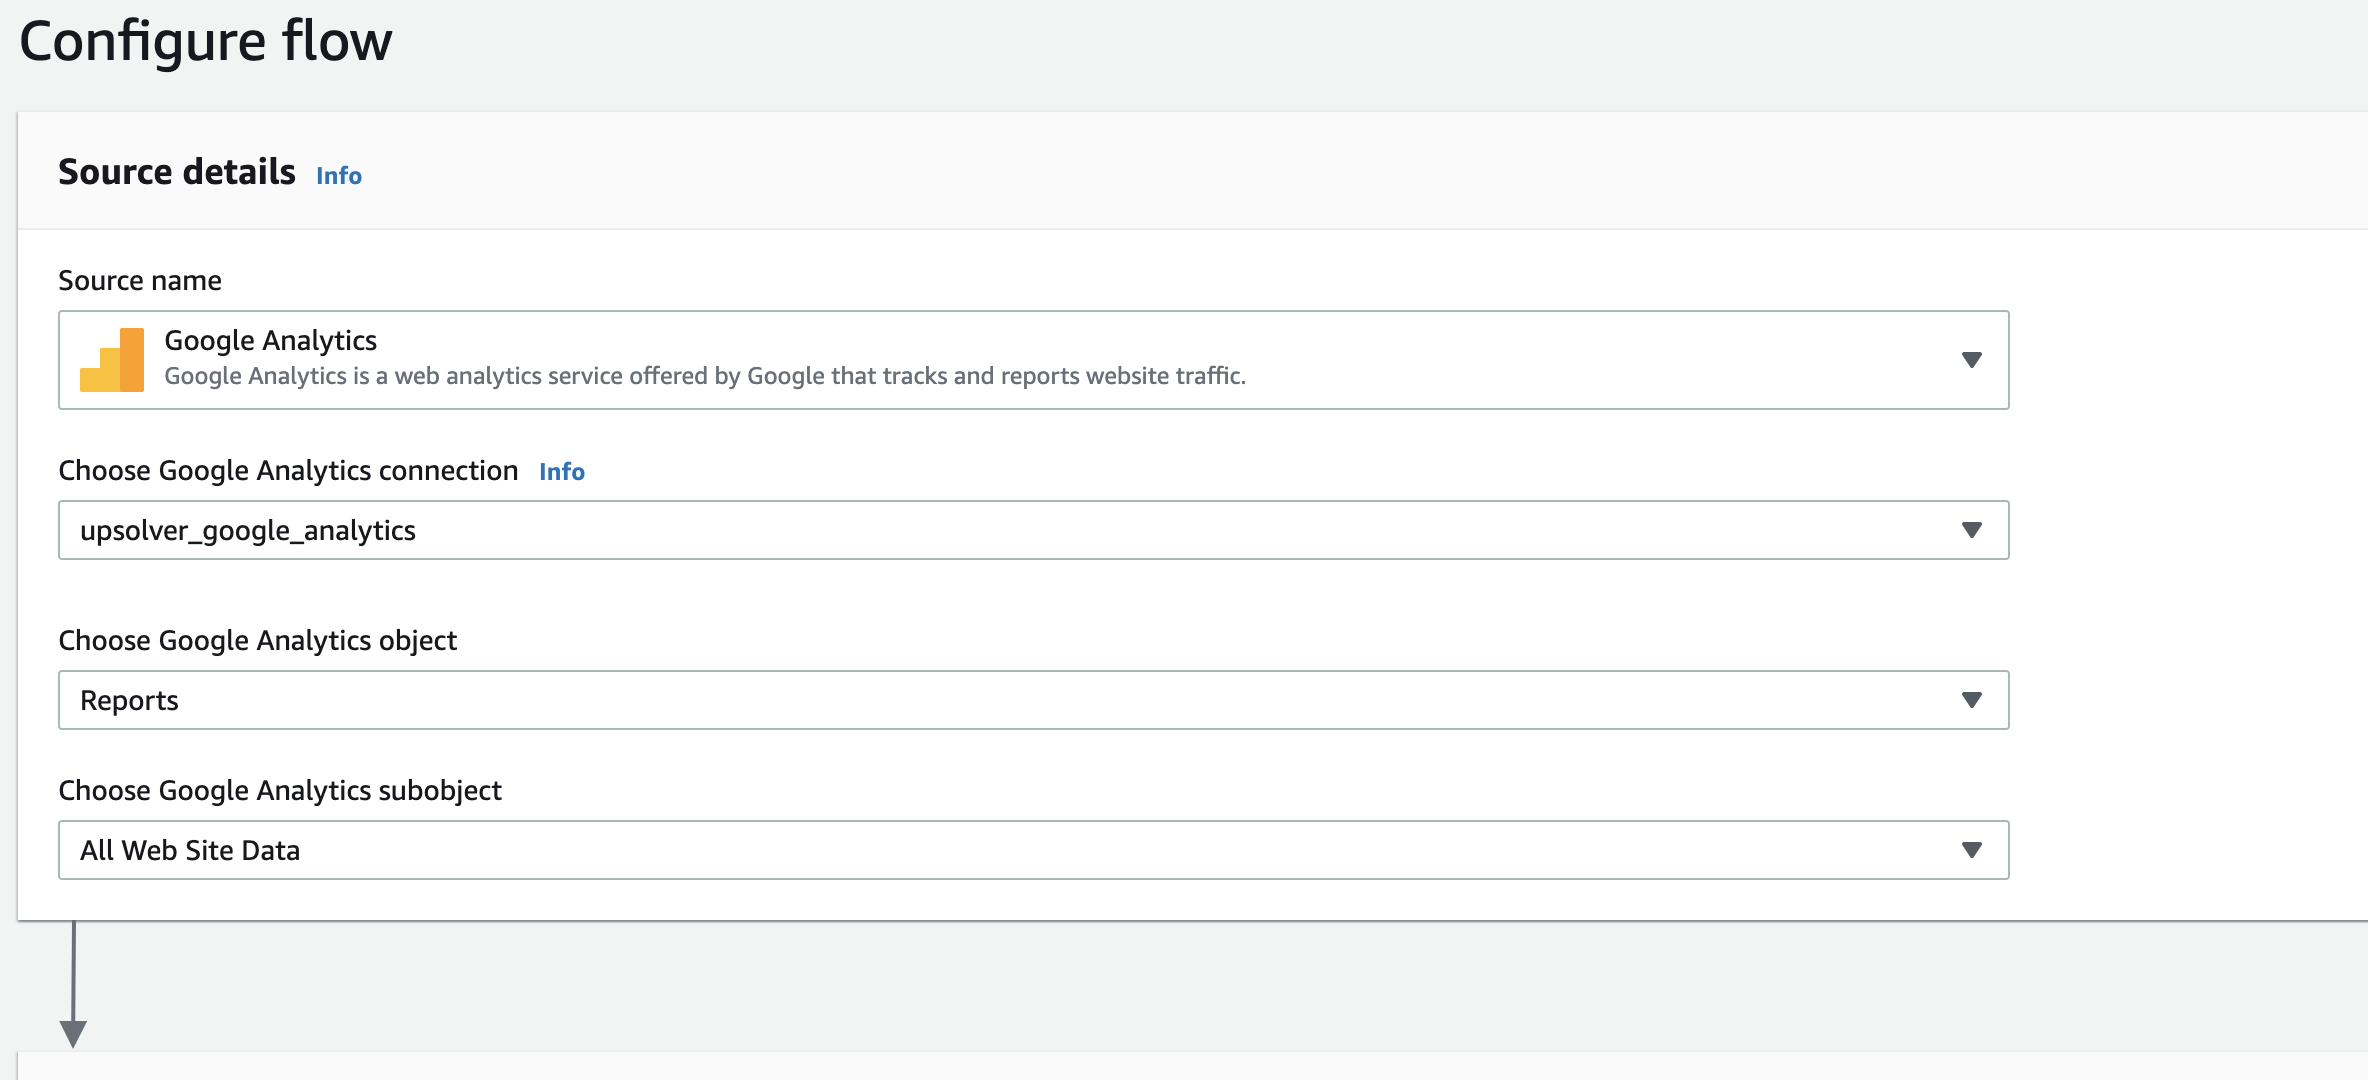 Configure flow
Source details Info
Source name
Google Analytics
Google Analytics is a web analytics service offered by Google that tracks and reports website traffic.
Choose Google Analytics connection Info
upsolver_google_analytics
Choose Google Analytics object
Reports
Choose Google Analytics subobject
All Web Site Data